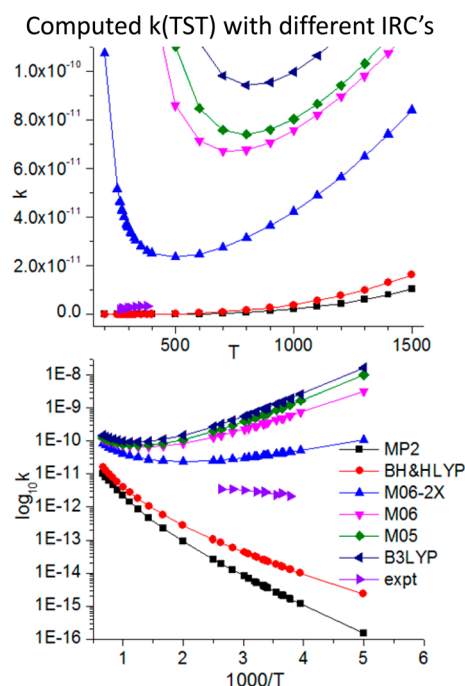 Computed k(TST) with different IRC's
1.0x10-10
8.0x10-11
6.0x10-11
4.0x10-11
2.0x10-11
0.0
k
500
1000
1500
T
1E-8
1E-9
1E-10
1E-11
1E-12
1E-13
1E-14
1E-15
1E-16
log10k
MP2
BH&HLYP
M06-2X
M06
M05
B3LYP
expt
1
2
3
4
5
6
1000/T